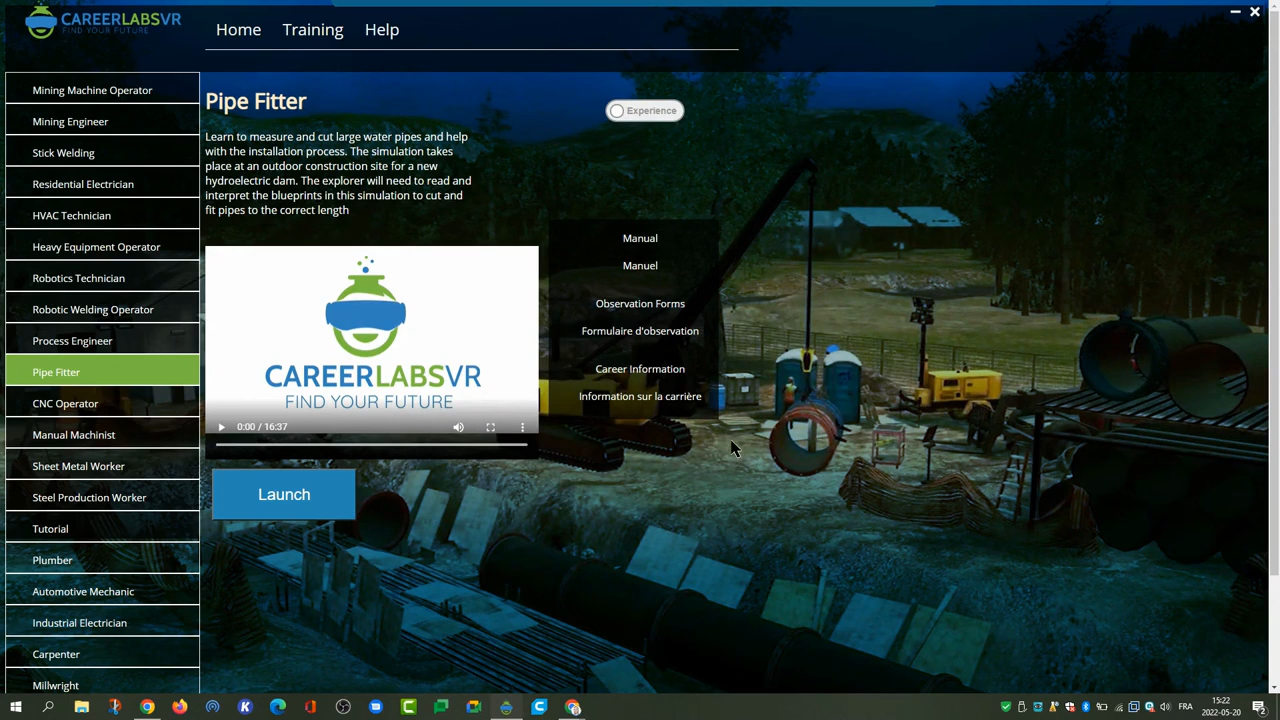 CAREERLABSVR
FIND YOUR FUTURE
Home
Training
Help
Mining Machine Operator
Mining Engineer
Stick Welding
Residential Electrician
HVAC Technician
Heavy Equipment Operator
Robotics Technician
Robotic Welding Operator
Process Engineer
Pipe Fitter
CNC Operator
Manual Machinist
Sheet Metal Worker
Steel Production Worker
Tutorial
Plumber
Automotive Mechanic
Industrial Electrician
Carpenter
Millwright
Pipe Fitter
Learn to measure and cut large water pipes and help
with the installation process. The simulation takes
place at an outdoor construction site for a new
hydroelectric dam. The explorer will need to read and
interpret the blueprints in this simulation to cut and
fit pipes to the correct length
CAREERLABSVR
FIND YOUR FUTURE
0:00 / 16:37
Launch
Experience
Manual
Manuel
Observation Forms
Formulaire d'observation
Career Information
Information sur la carrière
FRA
15:22
2022-05-20
2